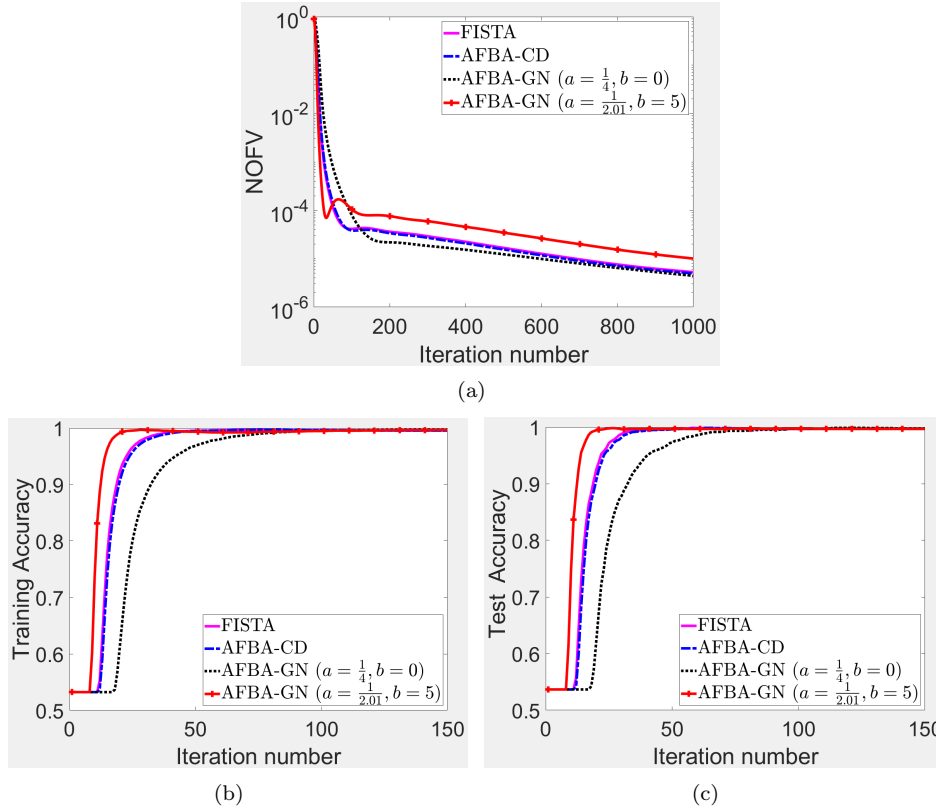 10^0
10^-2
10^-4
10^-6
NOFV
FISTA
AFBA-CD
AFBA-GN (a = 1/4, b = 0)
AFBA-GN (a = 1/2.01, b = 5)
0 200 400 600 800 1000
Iteration number
(a)
1
0.9
0.8
0.7
0.6
0.5
Training Accuracy
FISTA
AFBA-CD
AFBA-GN (a = 1/4, b = 0)
AFBA-GN (a = 1/2.01, b = 5)
0 50 100 150
Iteration number
(b)
1
0.9
0.8
0.7
0.6
0.5
Test Accuracy
FISTA
AFBA-CD
AFBA-GN (a = 1/4, b = 0)
AFBA-GN (a = 1/2.01, b = 5)
0 50 100 150
Iteration number
(c)